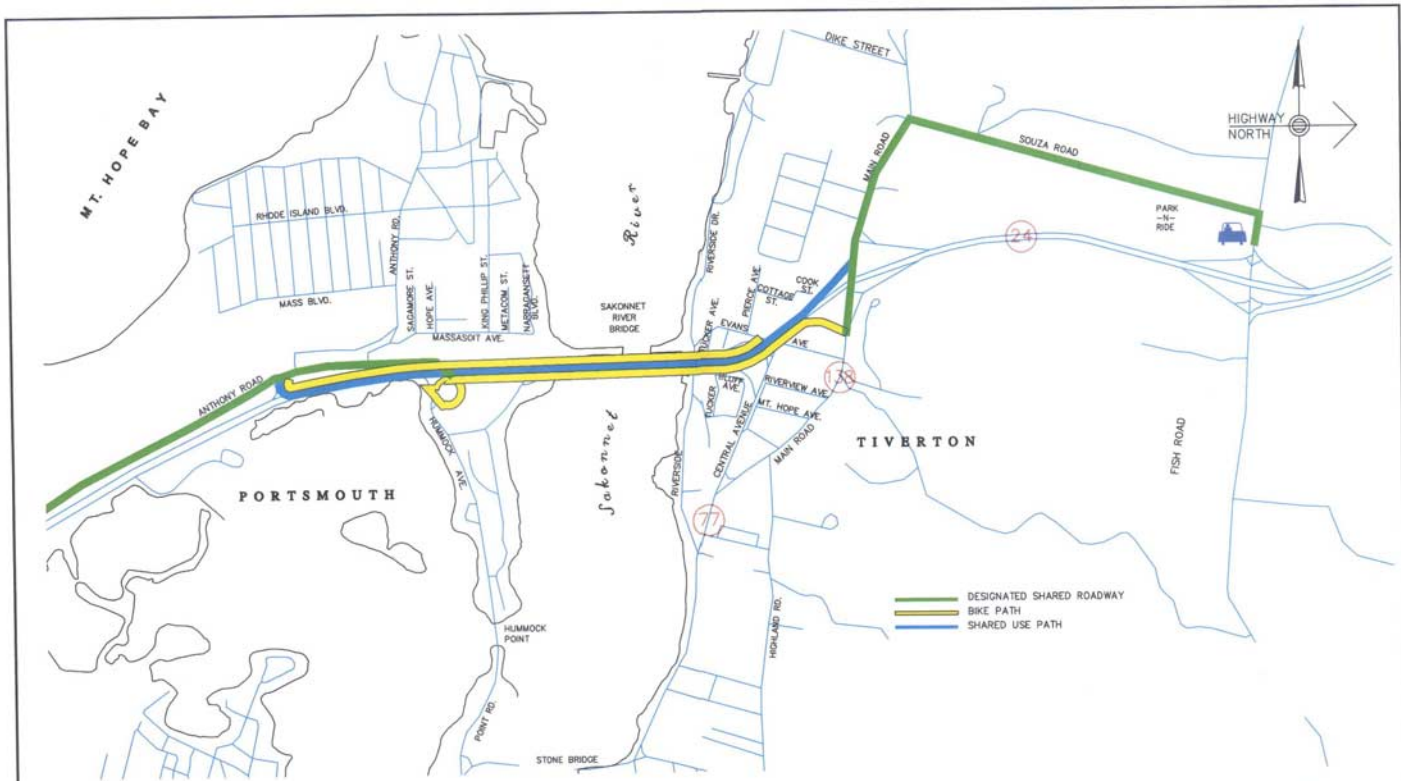 DIKE STREET
MT. HOPE BAY
HIGHWAY
NORTH
MAIN ROAD
SOUZA ROAD
RHODE ISLAND BLVD.
ANTHONY RD.
River
RIVERSIDE DR.
PARK
-N-
RIDE
24
MASS BLVD.
SAGAMORE ST.
HOPE AVE.
KING PHILLIP ST.
METACOM ST.
NARRAGANSETT
BLVD.
MASSASOIT AVE.
SAKONNET
RIVER
BRIDGE
TUCKER AVE.
PIERCE AVE.
COTTAGE
ST.
COOK
ST.
EVANS
AVE
ANTHONY ROAD
HUMMOCK
AVE.
TUCKER
BLUFF
AVE.
RIVERVIEW AVE.
138
MT. HOPE AVE.
CENTRAL AVENUE
MAIN ROAD
TIVERTON
FISH ROAD
PORTSMOUTH
Sakonnet
RIVERSIDE
77
DESIGNATED SHARED ROADWAY
BIKE PATH
SHARED USE PATH
HIGHLAND RD.
HUMMOCK
POINT
POINT RD.
STONE BRIDGE